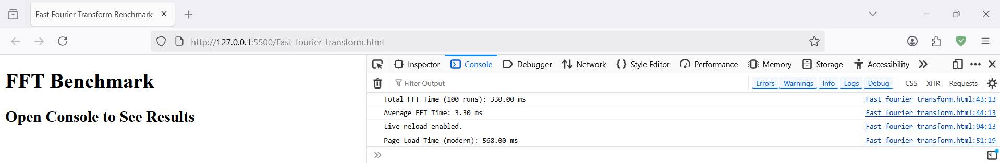 Fast Fourier Transform Benchmark
http://127.0.0.1:5500/Fast_fourier_transform.html
FFT Benchmark
Open Console to See Results
Inspector Console Debugger Network Style Editor Performance Memory Storage Accessibility
Filter Output Errors Warnings Info Logs Debug CSS XHR Requests
Total FFT Time (100 runs): 330.00 ms Fast_fourier_transform.html:43:13
Average FFT Time: 3.30 ms Fast_fourier_transform.html:44:13
Live reload enabled. Fast_fourier_transform.html:94:13
Page Load Time (modern): 568.00 ms Fast_fourier_transform.html:51:19